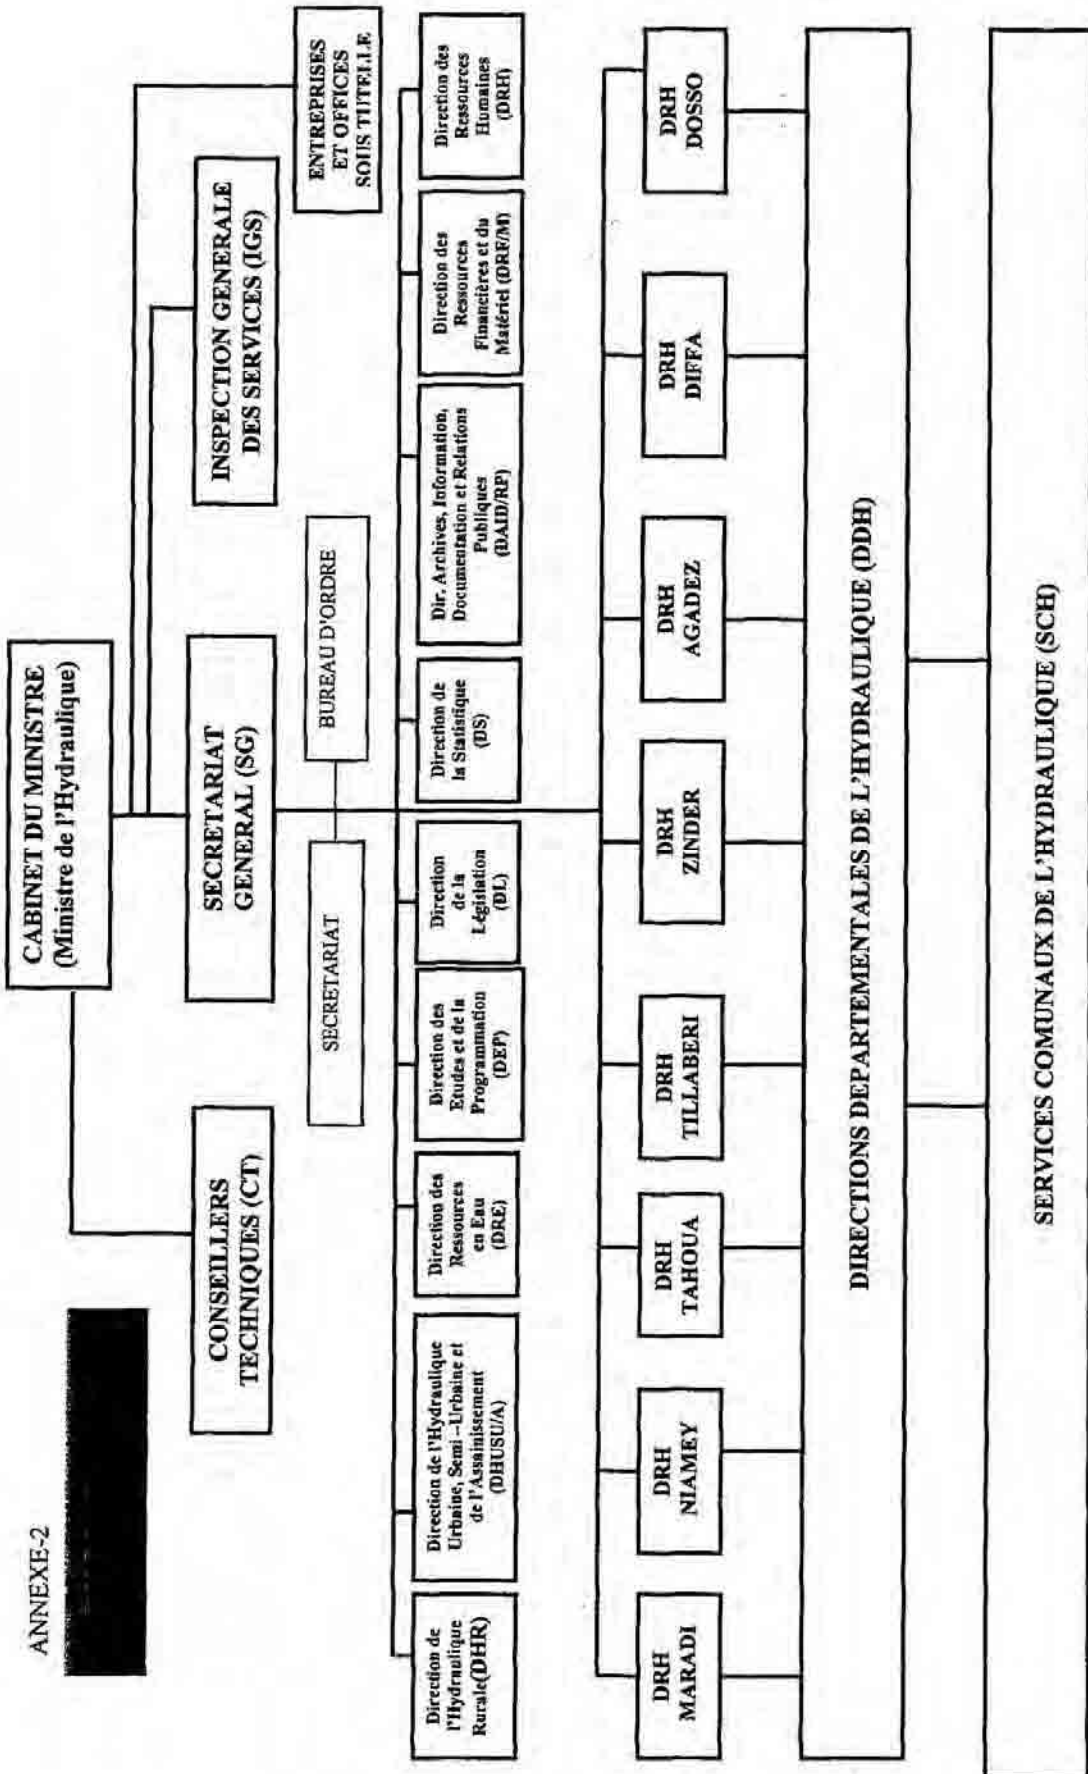 ANNEXE-2
CABINET DU MINISTRE
(Ministre de l'Hydraulique)
CONSEILLERS
TECHNIQUES (CT)
SECRETARIAT
GENERAL (SG)
INSPECTION GENERALE
DES SERVICES (IGS)
ENTREPRISES
ET OFFICES
SOUS TUTELLE
SECRETARIAT
BUREAU D'ORDRE
Direction de
l'Hydraulique
Rurale(DHR)
Direction de l'Hydraulique
Urbaine, Semi –Urbaine et
de l'Assainissement
(DHUSU/A)
Direction des
Ressources
en Eau
(DRE)
Direction des
Etudes et de la
Programmation
(DEP)
Direction
de la
Législation
(DL)
Direction de
la Statistique
(DS)
Dir. Archives, Information,
Documentation et Relations
Publiques
(DAID/RP)
Direction des
Ressources
Financières et du
Matériel (DRF/M)
Direction des
Ressources
Humaines
(DRH)
DRH
MARADI
DRH
NIAMEY
DRH
TAHOUA
DRH
TILLABERI
DRH
ZINDER
DRH
AGADEZ
DRH
DIFFA
DRH
DOSSO
DIRECTIONS DEPARTEMENTALES DE L'HYDRAULIQUE (DDH)
SERVICES COMUNAUX DE L'HYDRAULIQUE (SCH)